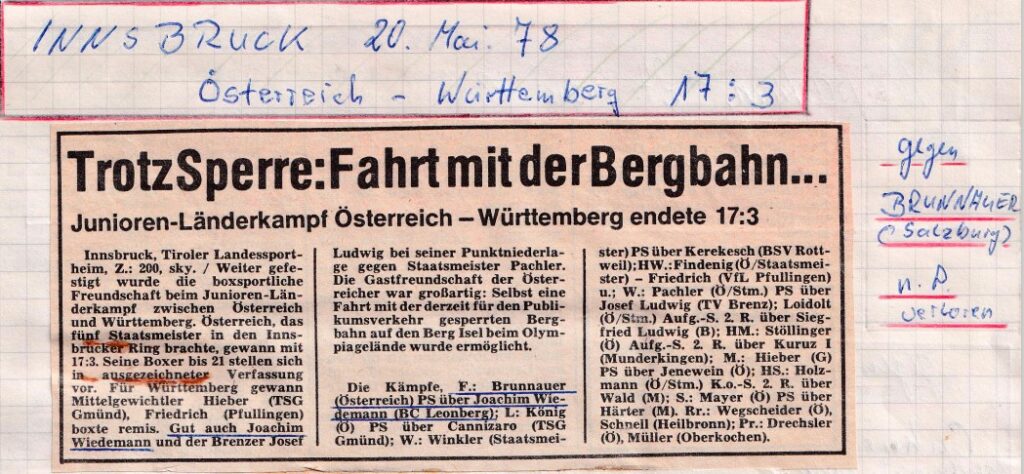 INNSBRUCK 20. Mai. 78
Österreich - Württemberg 17:3
Trotz Sperre: Fahrt mit der Bergbahn...
Junioren-Länderkampf Österreich – Württemberg endete 17:3
Innsbruck, Tiroler Landessport-
heim, Z.: 200, sky. / Weiter gefe-
stigt wurde die boxsportliche
Freundschaft beim Junioren-Län-
derkampf zwischen Österreich
und Württemberg. Österreich, das
fünf Staatsmeister in den Inns-
brucker Ring brachte, gewann mit
17:3. Seine Boxer bis 21 stellen sich
in ausgezeichneter Verfassung
vor. Für Württemberg gewann
Mittelgewichtler Hieber (TSG
Gmünd), Friedrich (Pfullingen)
boxte remis. Gut auch Joachim
Wiedemann und der Brenzer Josef
Ludwig bei seiner Punktniederla-
ge gegen Staatsmeister Pachler.
Die Gastfreundschaft der Öster-
reicher war großartig: Selbst eine
Fahrt mit der derzeit für den Publi-
kumsverkehr gesperrten Berg-
bahn auf den Berg Isel beim Olym-
piagelände wurde ermöglicht.
Die Kämpfe, F.: Brunnauer
(Österreich) PS über Joachim Wie-
demann (BC Leonberg); L: König
(Ö) PS über Cannizaro (TSG
Gmünd); W.: Winkler (Staatsmei-
ster) PS über Kerekesch (BSV Rott-
weil); HW.: Findenig (Ö/Staatsmei-
ster) – Friedrich (VfL Pfullingen)
u.; W.: Pachler (Ö/Stm.) PS über
Josef Ludwig (TV Brenz); Loidolt
(Ö/Stm.) Aufg.-S. 2. R. über Sieg-
fried Ludwig (B); HM.: Stöllinger
(Ö) Aufg.-S. 2. R. über Kuruz I
(Munderkingen); M.: Hieber (G)
PS über Jenewein (Ö); HS.: Holz-
mann (Ö/Stm.) K.o.-S. 2. R. über
Wald (M); S.: Mayer (Ö) PS über
Härter (M). Rr.: Wegscheider (Ö),
Schnell (Heilbronn); Pr.: Drechsler
(Ö), Müller (Oberkochen).
gegen
BRUNNAUER
(Salzburg)
n. P.
verloren